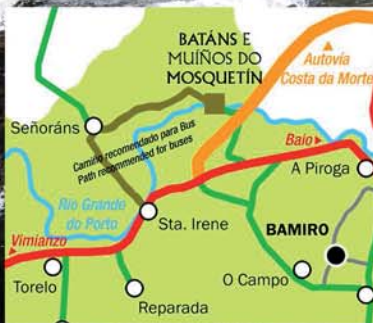 BATÁNS E
MUÍÑOS DO
MOSQUETÍN
Autovía
Costa da Morte
Señoráns
Camiño recomendado para Bus
Path recommended for buses
Baio
A Piroga
Río Grande
do Porto
Sta. Irene
BAMIRO
Vimianzo
O Campo
Torelo
Reparada